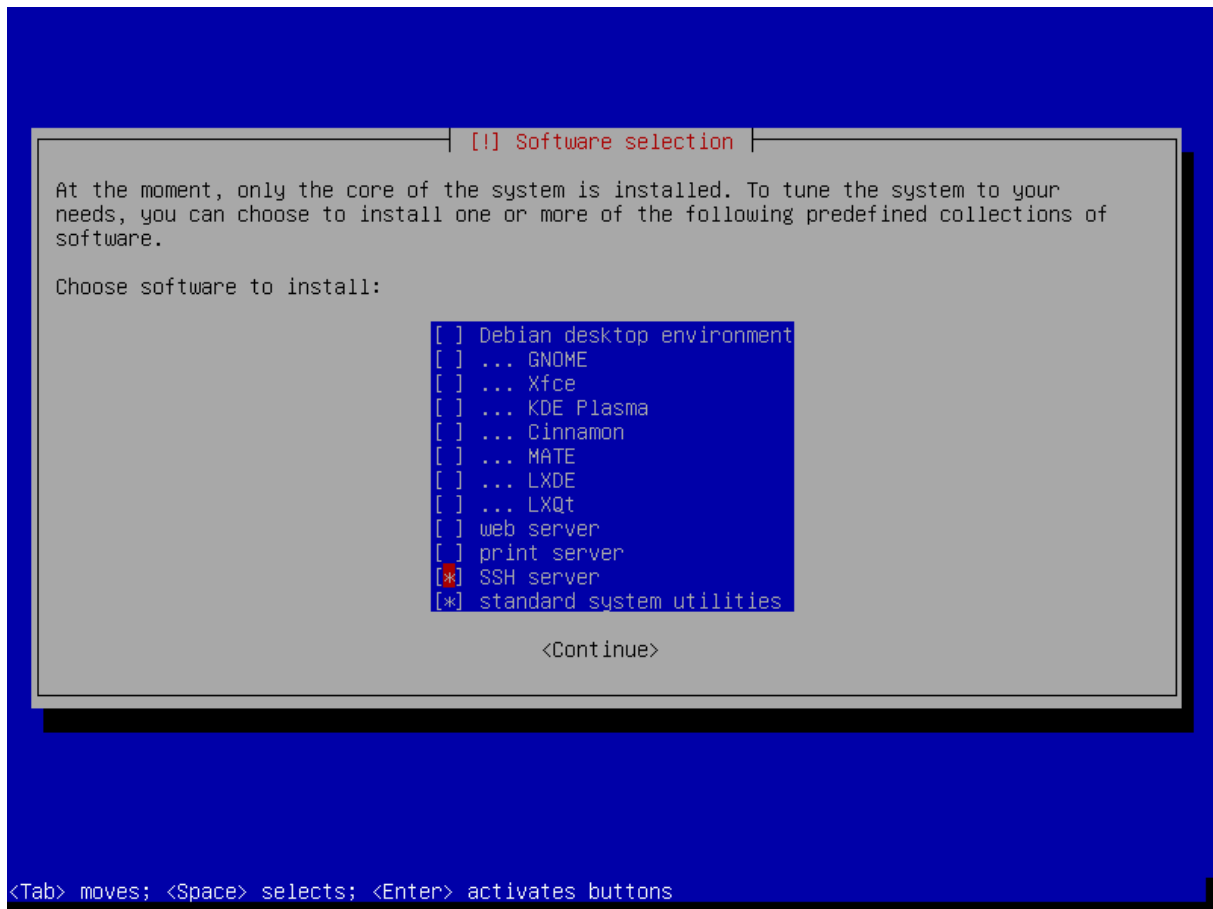 [!] Software selection
At the moment, only the core of the system is installed. To tune the system to your
needs, you can choose to install one or more of the following predefined collections of
software.
Choose software to install:
[ ] Debian desktop environment
[ ] ... GNOME
[ ] ... Xfce
[ ] ... KDE Plasma
[ ] ... Cinnamon
[ ] ... MATE
[ ] ... LXDE
[ ] ... LXQt
[ ] web server
[ ] print server
[*] SSH server
[*] standard system utilities
<Continue>
<Tab> moves; <Space> selects; <Enter> activates buttons